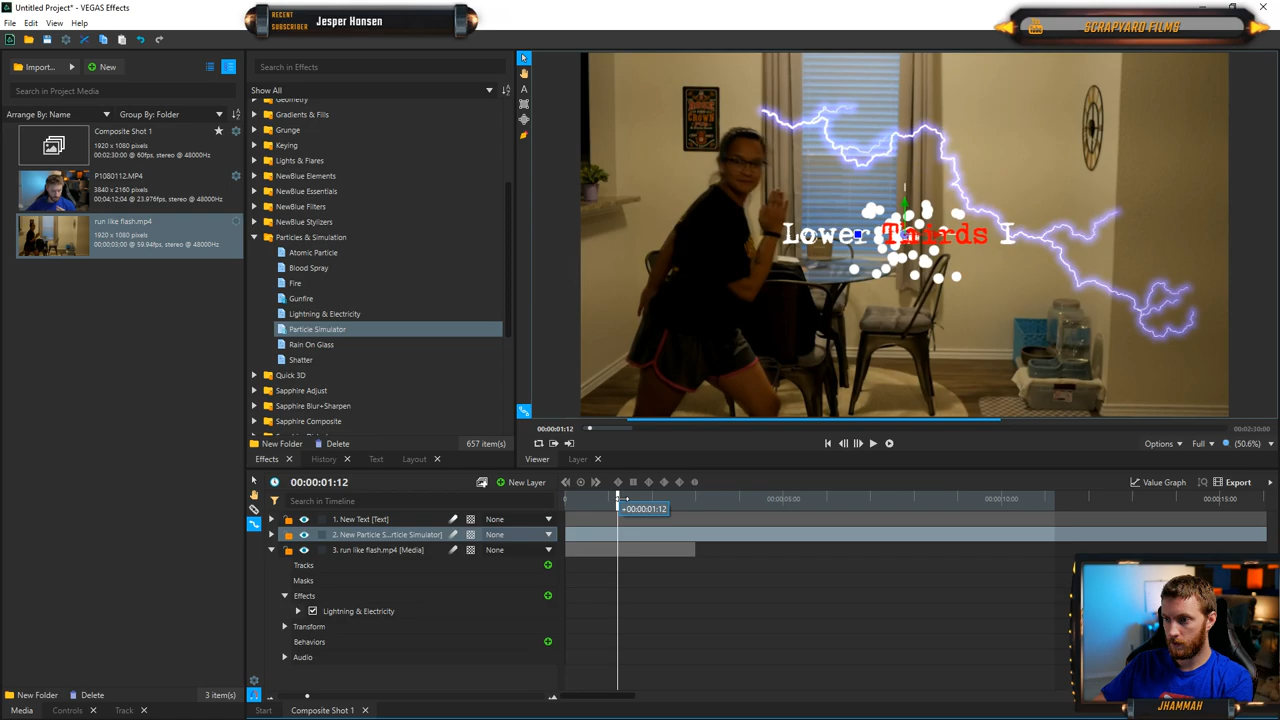 Untitled Project* - VEGAS Effects
RECENT SUBSCRIBER
Jesper Hansen
SCRAPYARD FILMS
File Edit View Help
Import... New
Search in Project Media
Arrange By: Name Group By: Folder
Composite Shot 1
1920 x 1080 pixels
00:02:30:00 @ 60fps, stereo @ 48000Hz
P1080112.MP4
3840 x 2160 pixels
00:04:12:04 @ 23.976fps, stereo @ 48000Hz
run like flash.mp4
1920 x 1080 pixels
00:00:03:00 @ 59.94fps, stereo @ 48000Hz
New Folder Delete 3 item(s)
Media Controls Track
Search in Effects
Show All
Geometry
Gradients & Fills
Grunge
Keying
Lights & Flares
NewBlue Elements
NewBlue Essentials
NewBlue Filters
NewBlue Stylizers
Particles & Simulation
Atomic Particle
Blood Spray
Fire
Gunfire
Lightning & Electricity
Particle Simulator
Rain On Glass
Shatter
Quick 3D
Sapphire Adjust
Sapphire Blur+Sharpen
Sapphire Composite
New Folder Delete 657 item(s)
Effects History Text Layout
CROWN
Lower Thirds I
00:00:01:12 00:02:30:00
Options Full (50.6%)
Viewer Layer
00:00:01:12 New Layer Value Graph Export
Search in Timeline
00:00:05:00 00:00:10:00 00:00:15:00
+00:00:01:12
1. New Text [Text] None
2. New Particle S...rticle Simulator] None
3. run like flash.mp4 [Media] None
Tracks
Masks
Effects
Lightning & Electricity
Transform
Behaviors
Audio
Start Composite Shot 1
JHAMMAH